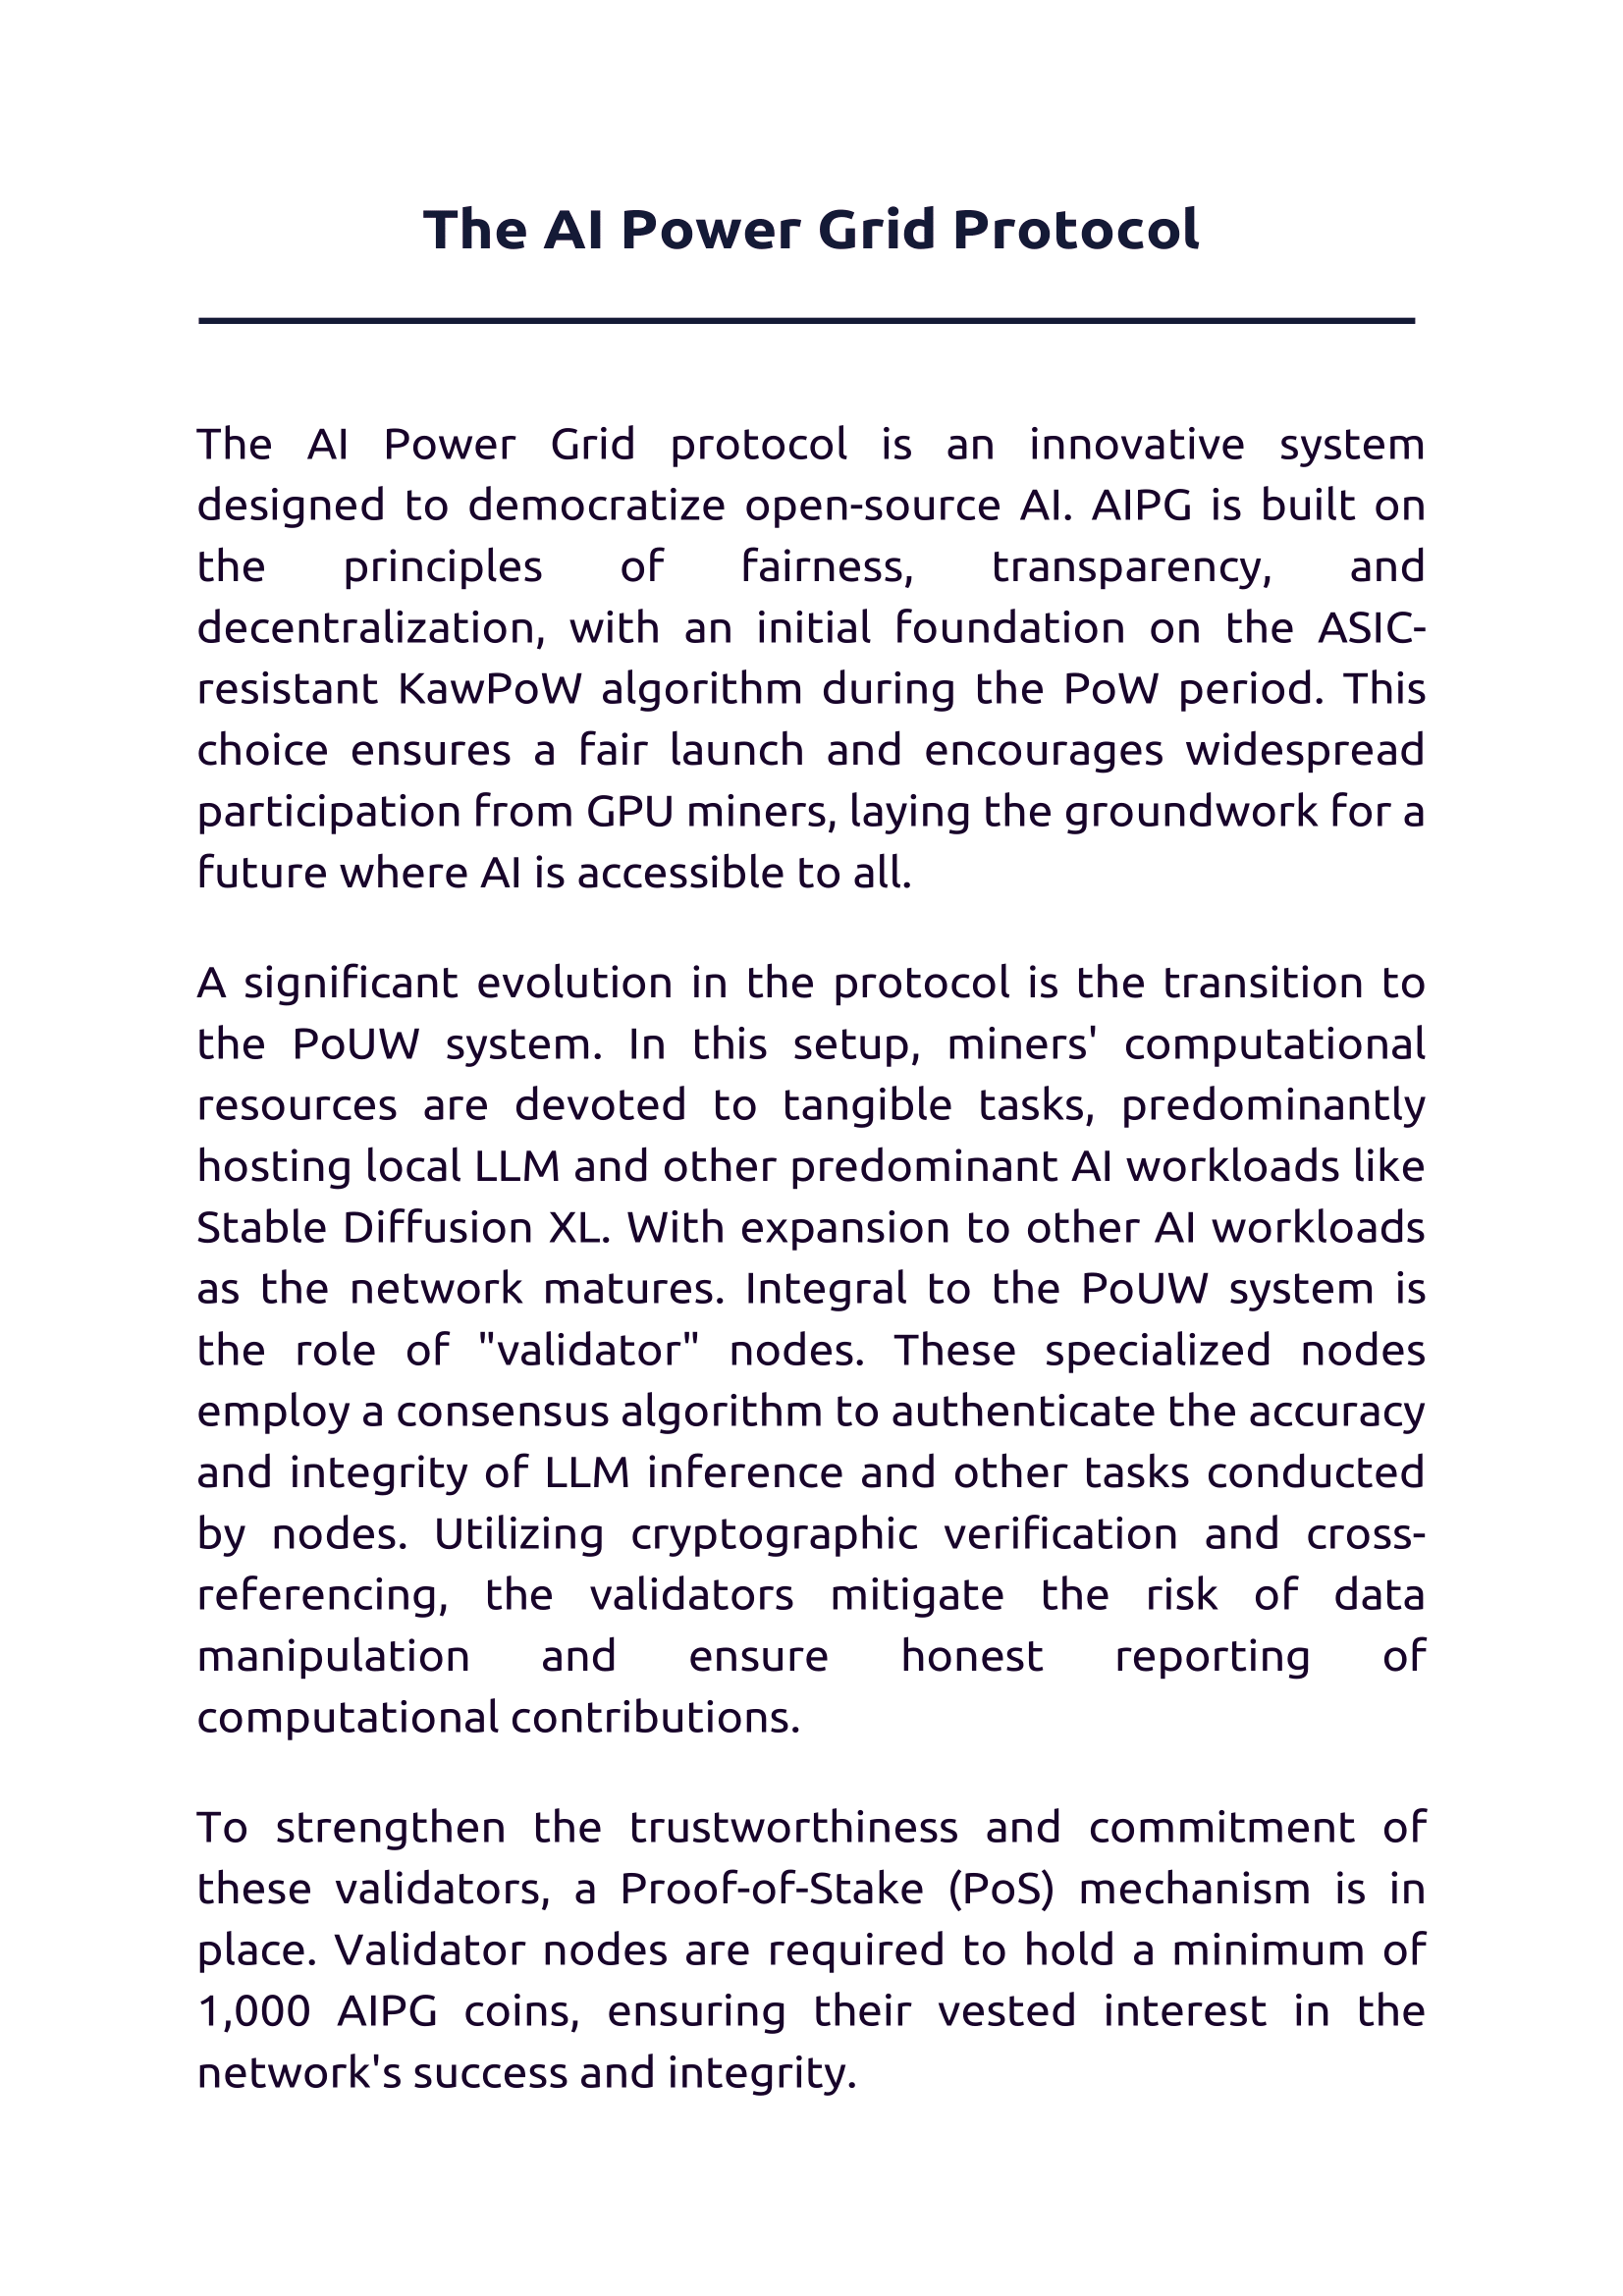 The AI Power Grid Protocol
The AI Power Grid protocol is an innovative system
designed to democratize open-source AI. AIPG is built on
the principles of fairness, transparency, and
decentralization, with an initial foundation on the ASIC-
resistant KawPoW algorithm during the PoW period. This
choice ensures a fair launch and encourages widespread
participation from GPU miners, laying the groundwork for a
future where AI is accessible to all.
A significant evolution in the protocol is the transition to
the PoUW system. In this setup, miners' computational
resources are devoted to tangible tasks, predominantly
hosting local LLM and other predominant AI workloads like
Stable Diffusion XL. With expansion to other AI workloads
as the network matures. Integral to the PoUW system is
the role of "validator" nodes. These specialized nodes
employ a consensus algorithm to authenticate the accuracy
and integrity of LLM inference and other tasks conducted
by nodes. Utilizing cryptographic verification and cross-
referencing, the validators mitigate the risk of data
manipulation and ensure honest reporting of
computational contributions.
To strengthen the trustworthiness and commitment of
these validators, a Proof-of-Stake (PoS) mechanism is in
place. Validator nodes are required to hold a minimum of
1,000 AIPG coins, ensuring their vested interest in the
network's success and integrity.